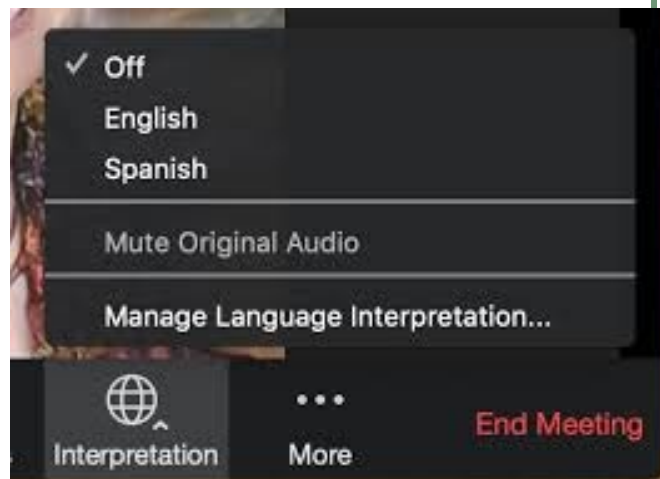 Off
English
Spanish
Mute Original Audio
Manage Language Interpretation...
Interpretation
More
End Meeting